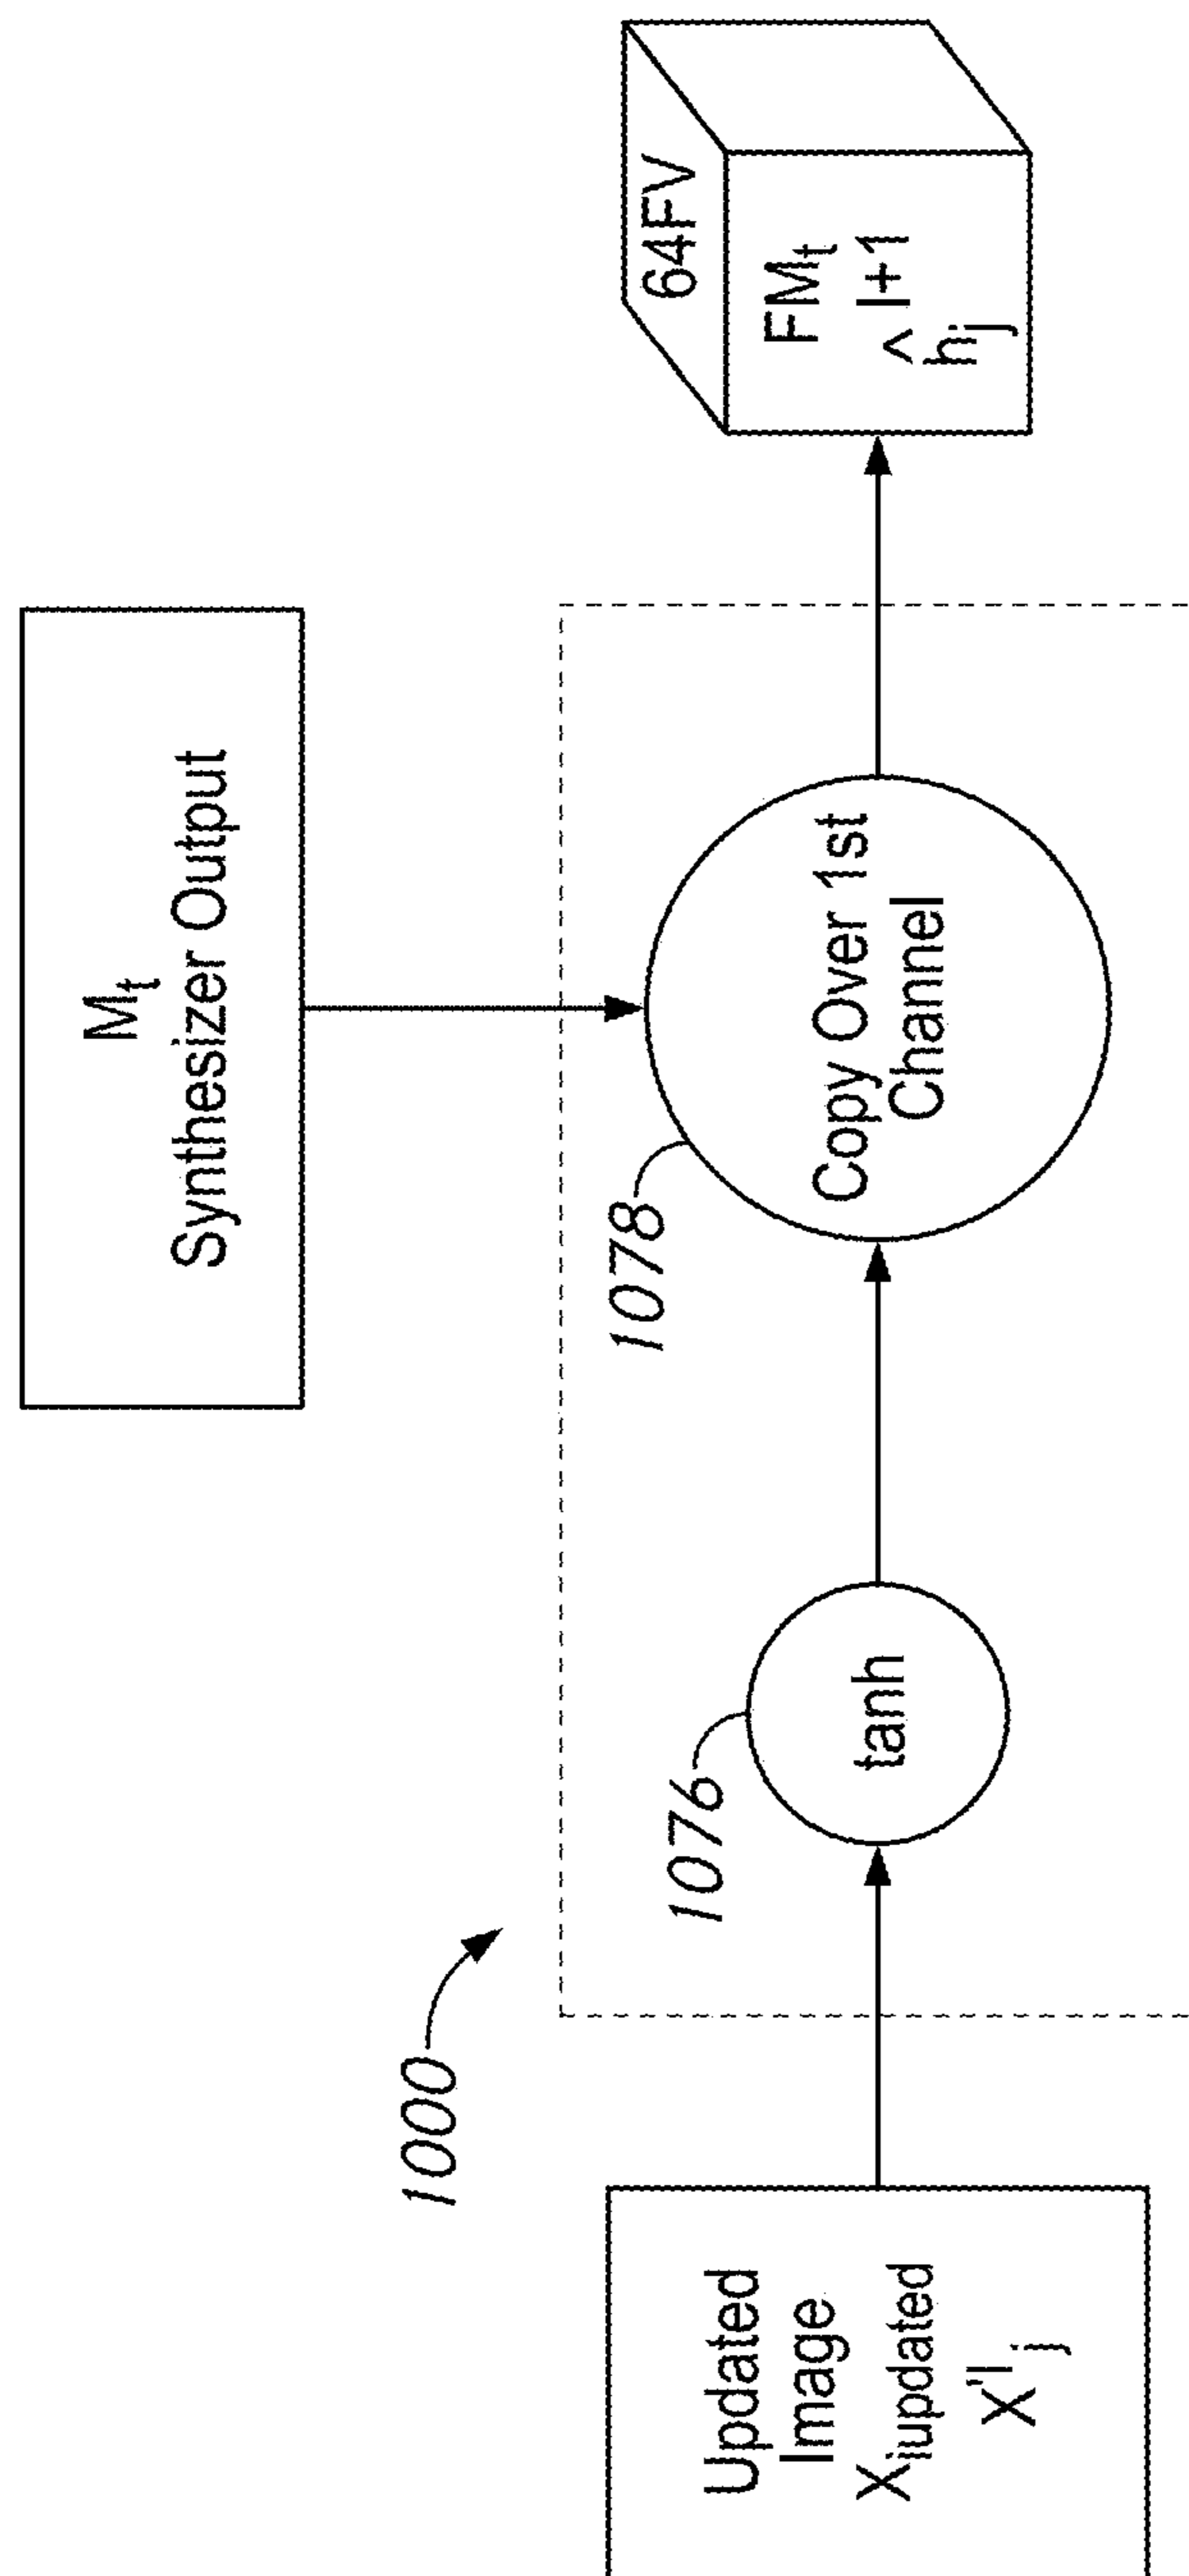 1000
Updated
Image
X_iupdated
X'^l_j
1076
tanh
1078
Copy Over 1st
Channel
M_t
Synthesizer Output
64FV
FM_t
^ l+1
h_j